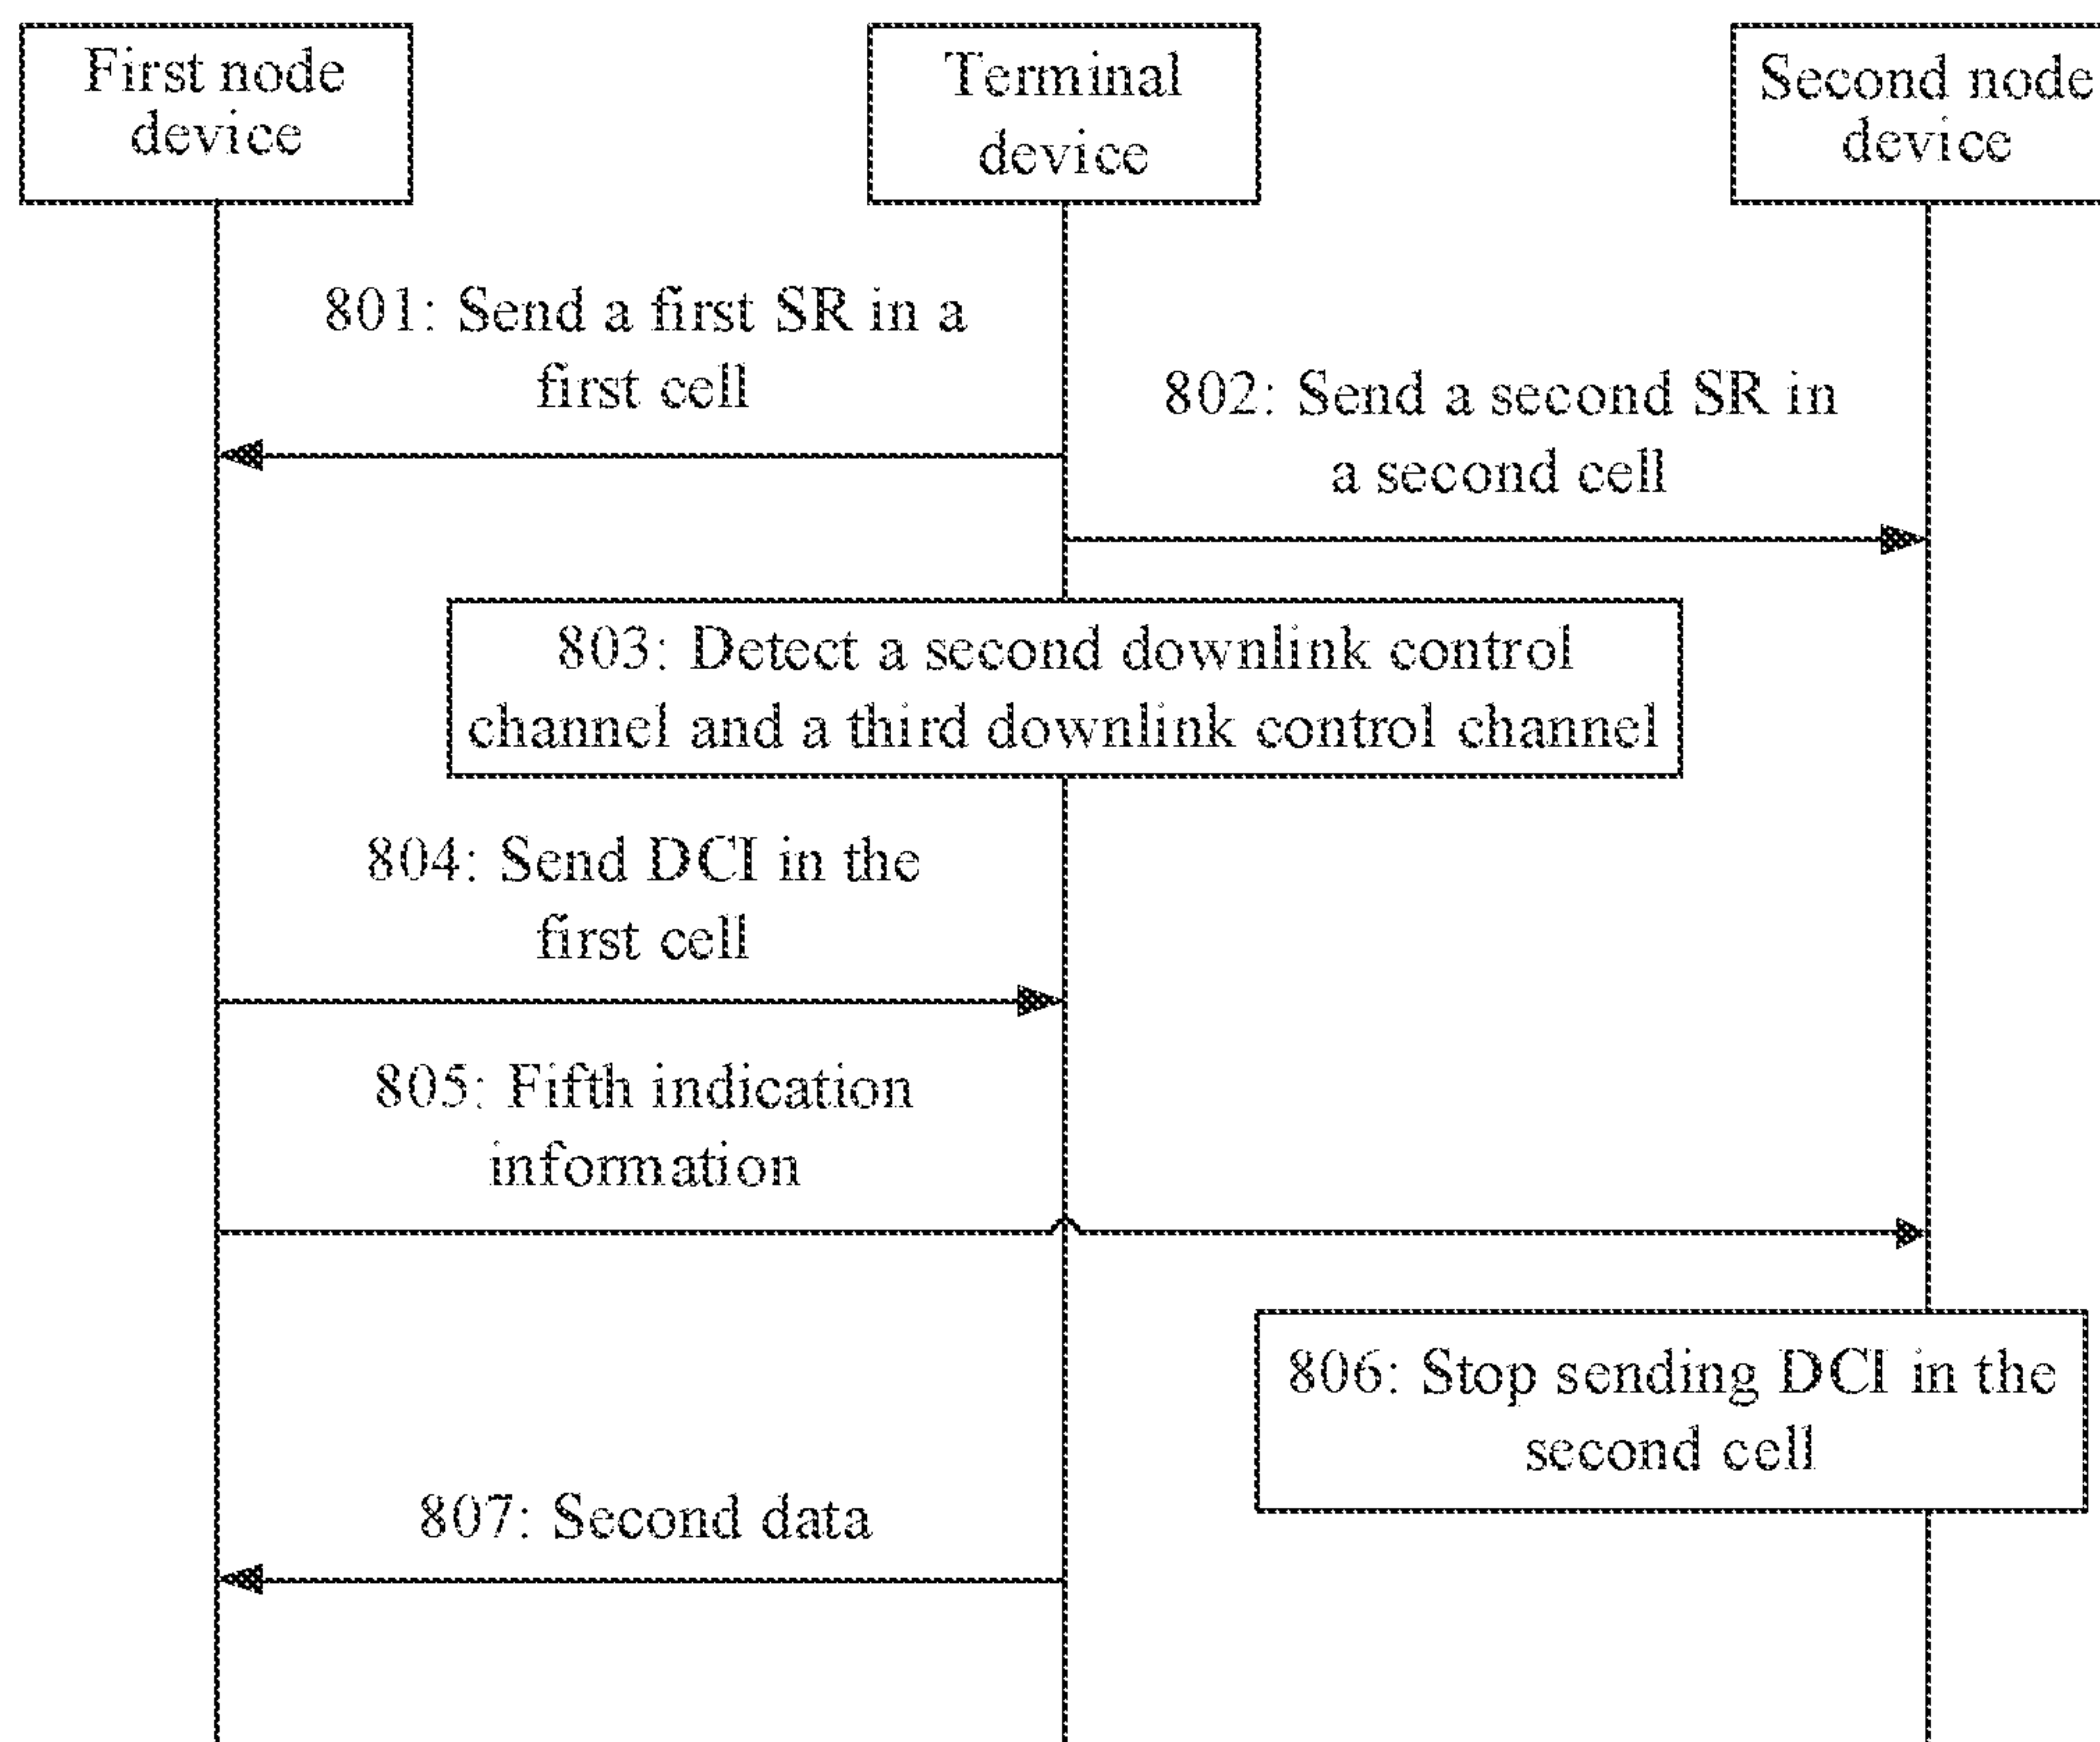 First node
device
Terminal
device
Second node
device
801: Send a first SR in a
first cell
802: Send a second SR in
a second cell
803: Detect a second downlink control
channel and a third downlink control channel
804: Send DCI in the
first cell
805: Fifth indication
information
806: Stop sending DCI in the
second cell
807: Second data